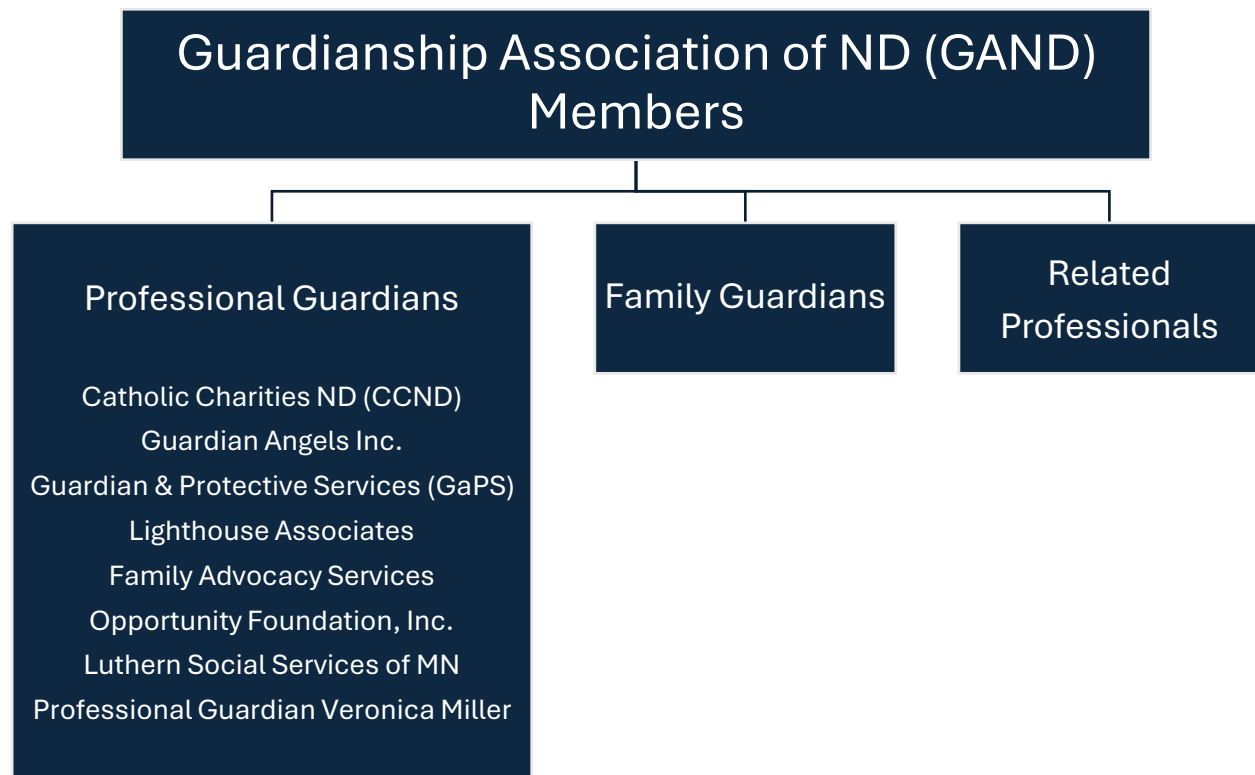 Guardianship Association of ND (GAND)
Members
Professional Guardians
Catholic Charities ND (CCND)
Guardian Angels Inc.
Guardian & Protective Services (GaPS)
Lighthouse Associates
Family Advocacy Services
Opportunity Foundation, Inc.
Luthern Social Services of MN
Professional Guardian Veronica Miller
Family Guardians
Related
Professionals